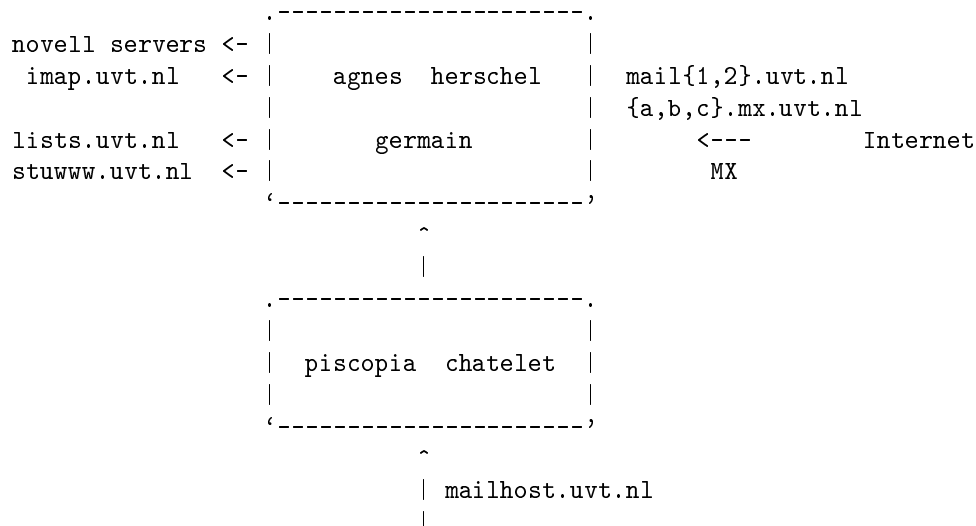 .----------------------.
novell servers <- |                      |
 imap.uvt.nl   <- |    agnes  herschel   |  mail{1,2}.uvt.nl
                  |                      |  {a,b,c}.mx.uvt.nl
lists.uvt.nl   <- |       germain        |       <---       Internet
stuwww.uvt.nl  <- |                      |        MX
                  ‘----------------------’
                             ^
                             |
                  .----------------------.
                  |                      |
                  |  piscopia  chatelet  |
                  |                      |
                  ‘----------------------’
                             ^
                             | mailhost.uvt.nl
                             |